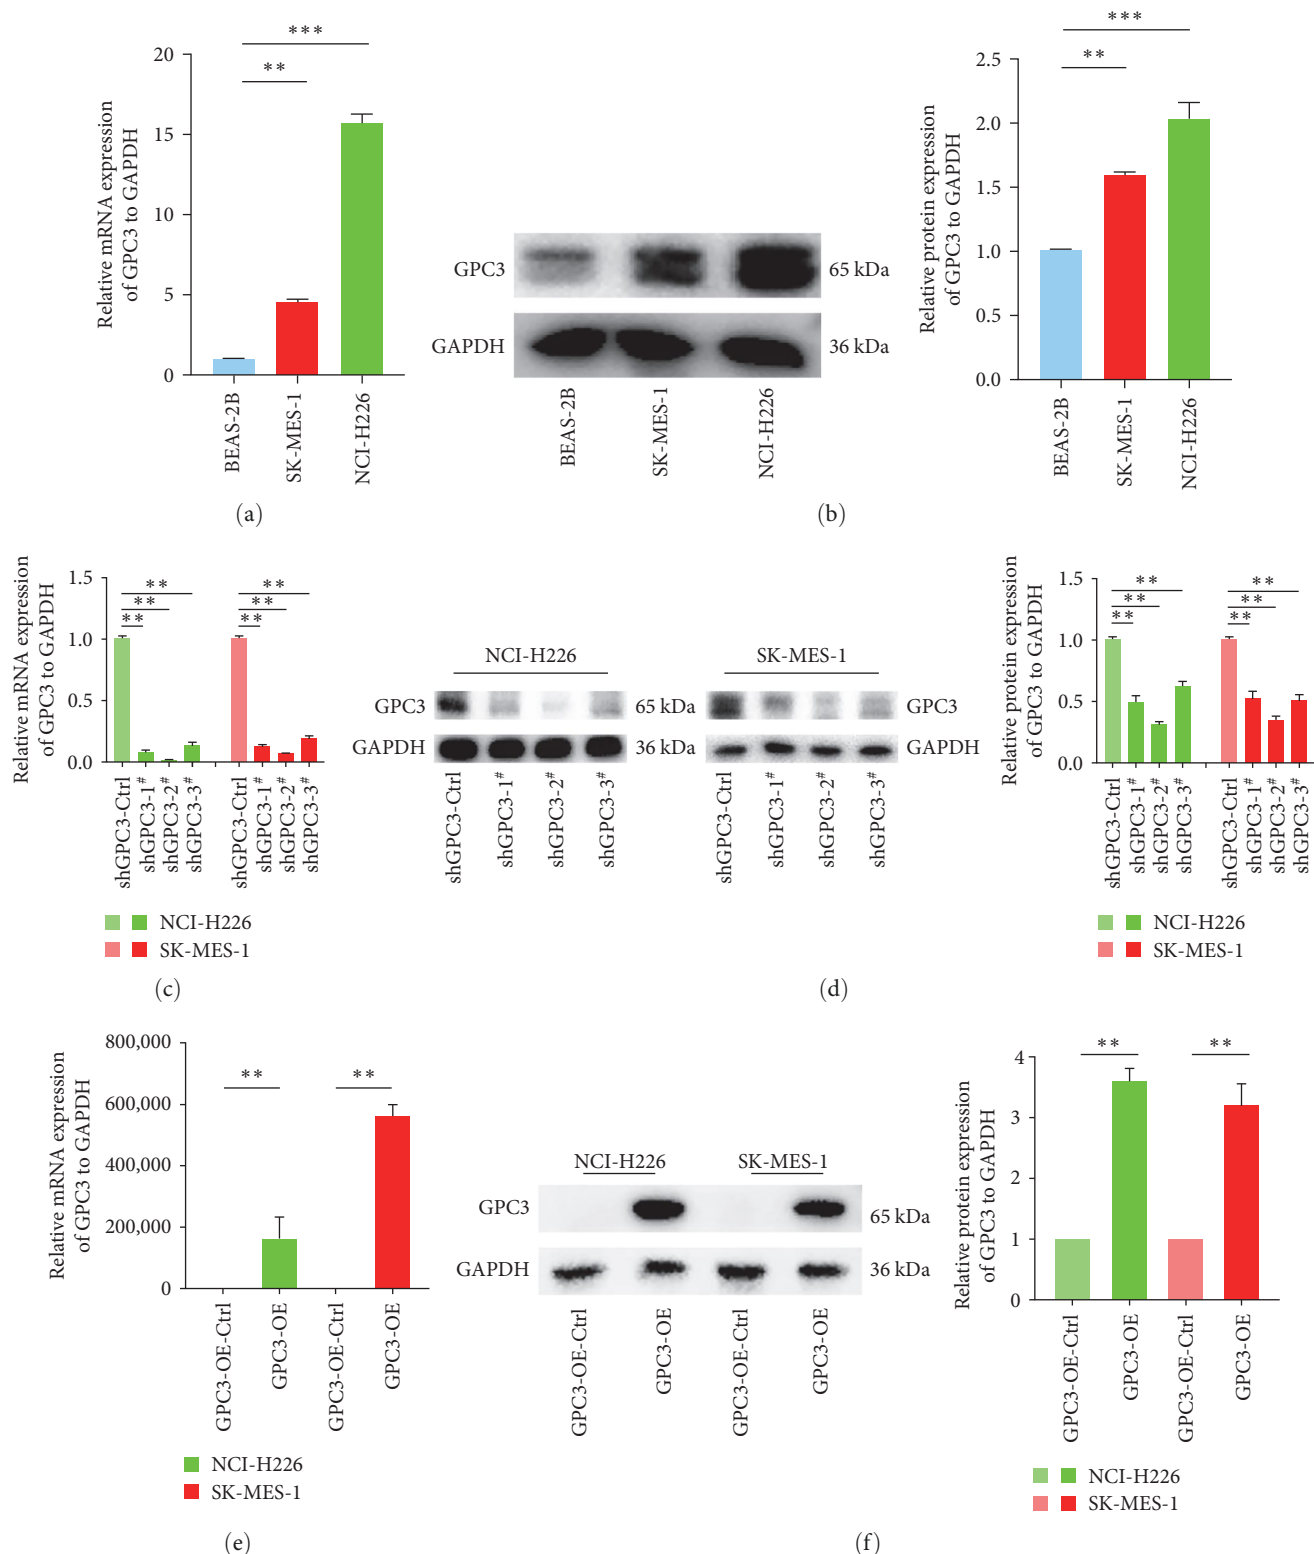 Relative mRNA expression
of GPC3 to GAPDH
20
15
10
5
0
***
**
BEAS-2B
SK-MES-1
NCI-H226
(a)
GPC3
65 kDa
GAPDH
36 kDa
BEAS-2B
SK-MES-1
NCI-H226
Relative protein expression
of GPC3 to GAPDH
2.5
2.0
1.5
1.0
0.5
0.0
***
**
BEAS-2B
SK-MES-1
NCI-H226
(b)
Relative mRNA expression
of GPC3 to GAPDH
1.5
1.0
0.5
0.0
**
**
**
**
**
**
shGPC3-Ctrl
shGPC3-1#
shGPC3-2#
shGPC3-3#
shGPC3-Ctrl
shGPC3-1#
shGPC3-2#
shGPC3-3#
NCI-H226
SK-MES-1
(c)
NCI-H226
SK-MES-1
GPC3
65 kDa
GPC3
GAPDH
36 kDa
GAPDH
shGPC3-Ctrl
shGPC3-1#
shGPC3-2#
shGPC3-3#
shGPC3-Ctrl
shGPC3-1#
shGPC3-2#
shGPC3-3#
Relative protein expression
of GPC3 to GAPDH
1.5
1.0
0.5
0.0
**
**
**
**
**
**
shGPC3-Ctrl
shGPC3-1#
shGPC3-2#
shGPC3-3#
shGPC3-Ctrl
shGPC3-1#
shGPC3-2#
shGPC3-3#
NCI-H226
SK-MES-1
(d)
Relative mRNA expression
of GPC3 to GAPDH
800,000
600,000
400,000
200,000
0
**
**
GPC3-OE-Ctrl
GPC3-OE
GPC3-OE-Ctrl
GPC3-OE
NCI-H226
SK-MES-1
(e)
NCI-H226
SK-MES-1
GPC3
65 kDa
GAPDH
36 kDa
GPC3-OE-Ctrl
GPC3-OE
GPC3-OE-Ctrl
GPC3-OE
Relative protein expression
of GPC3 to GAPDH
4
3
2
1
0
**
**
GPC3-OE-Ctrl
GPC3-OE
GPC3-OE-Ctrl
GPC3-OE
NCI-H226
SK-MES-1
(f)